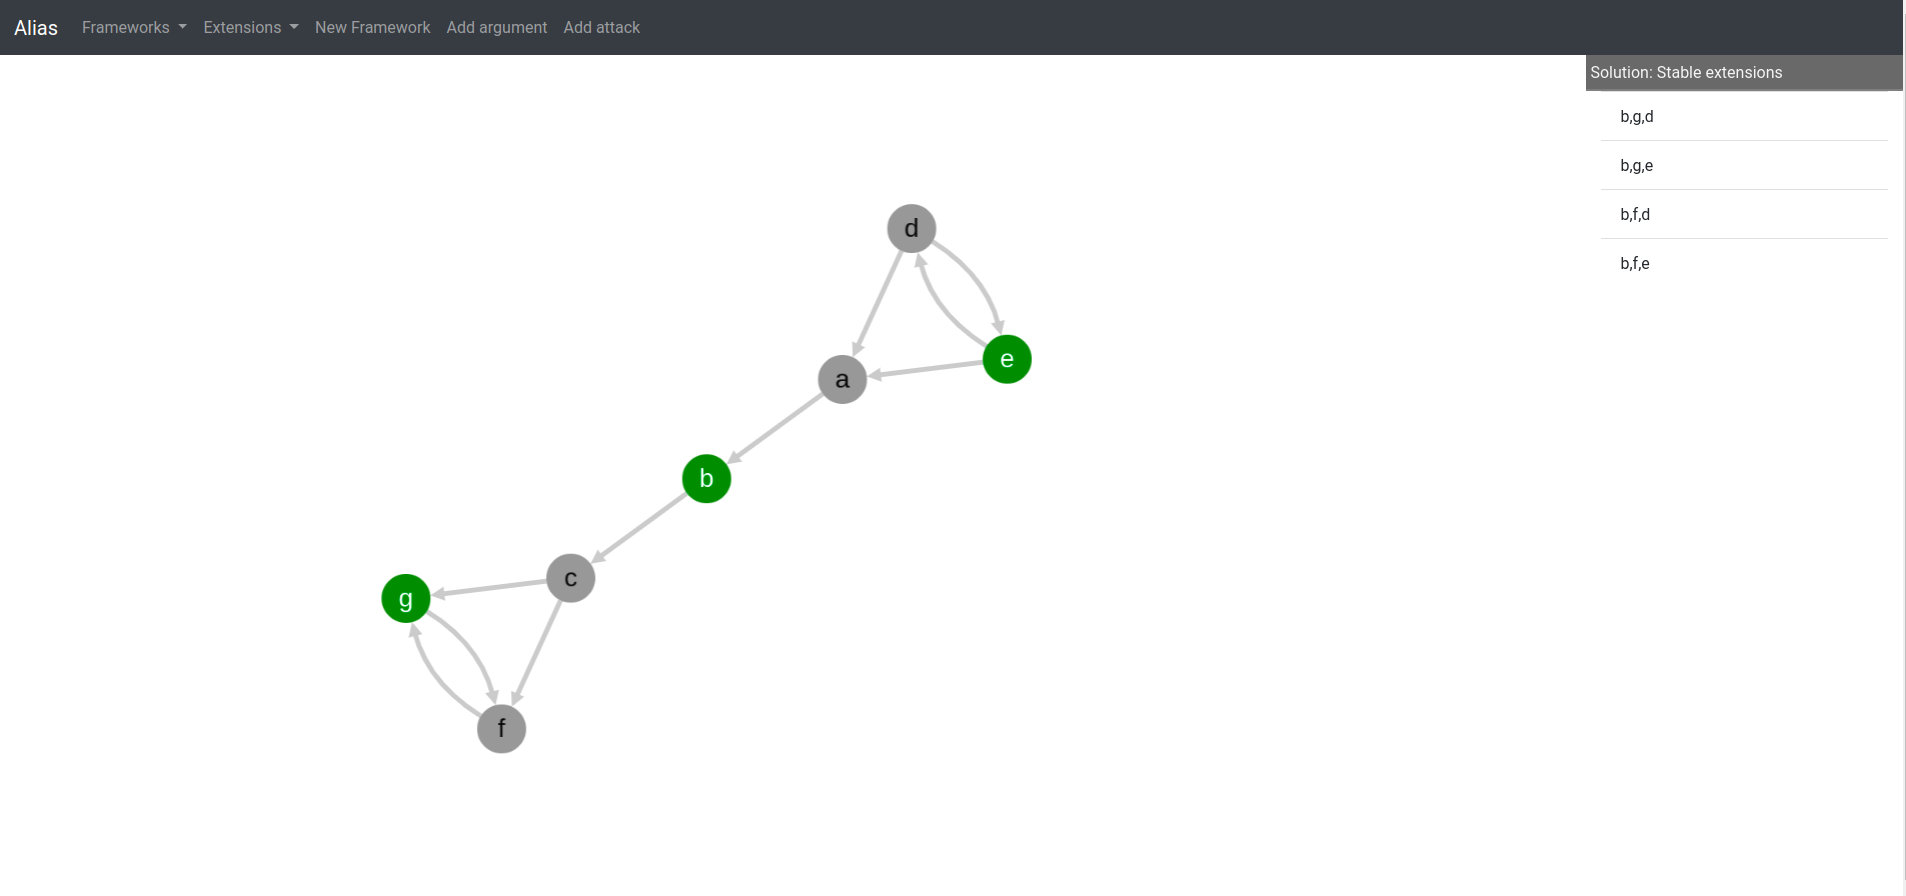 Alias Frameworks Extensions New Framework Add argument Add attack
Solution: Stable extensions
b,g,d
b,g,e
b,f,d
b,f,e
d
e
a
b
c
g
f